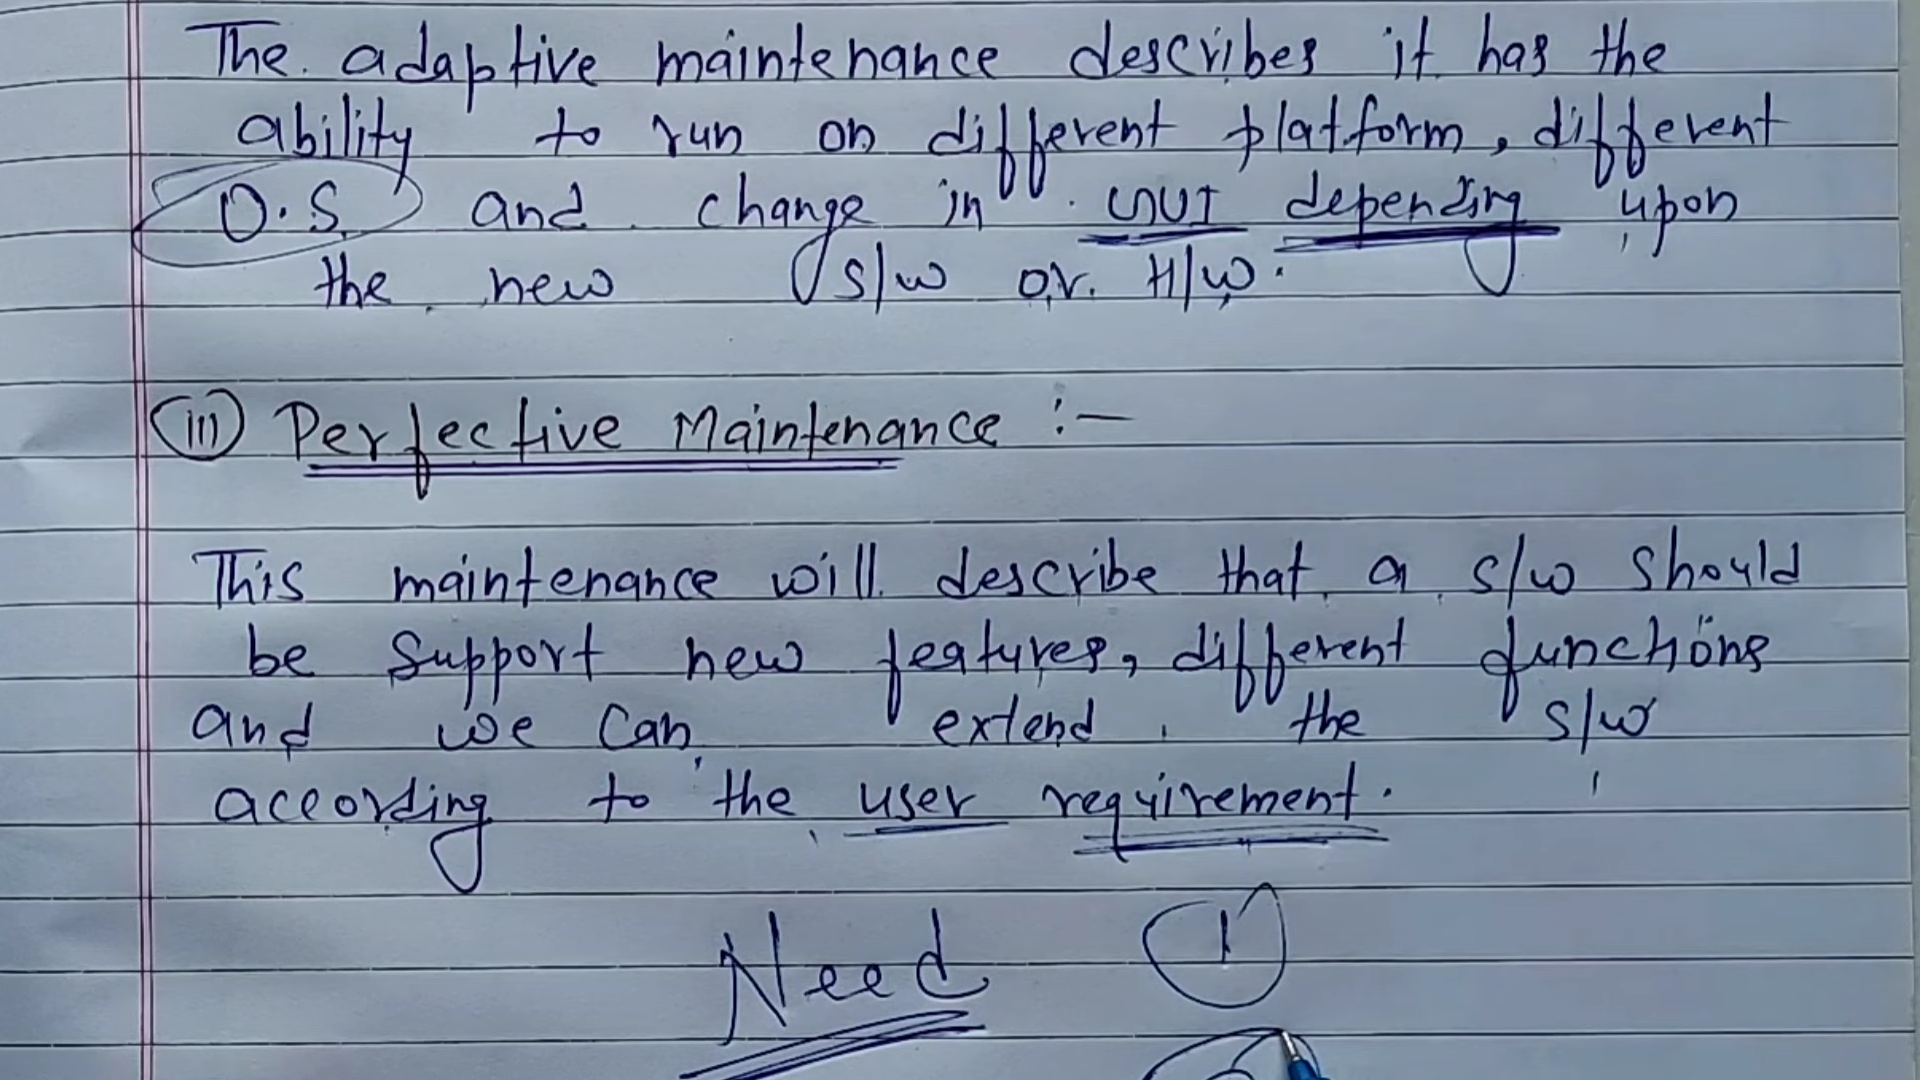 The adaptive maintenance describes it has the
ability to run on different platform, different
O.S. and change in GUI depending upon
the new S/w or H/w.
(iii) Perfective Maintenance :-
This maintenance will describe that a s/w should
be support new features, different functions
and we can extend the s/w
according to the user requirement.
Need 1